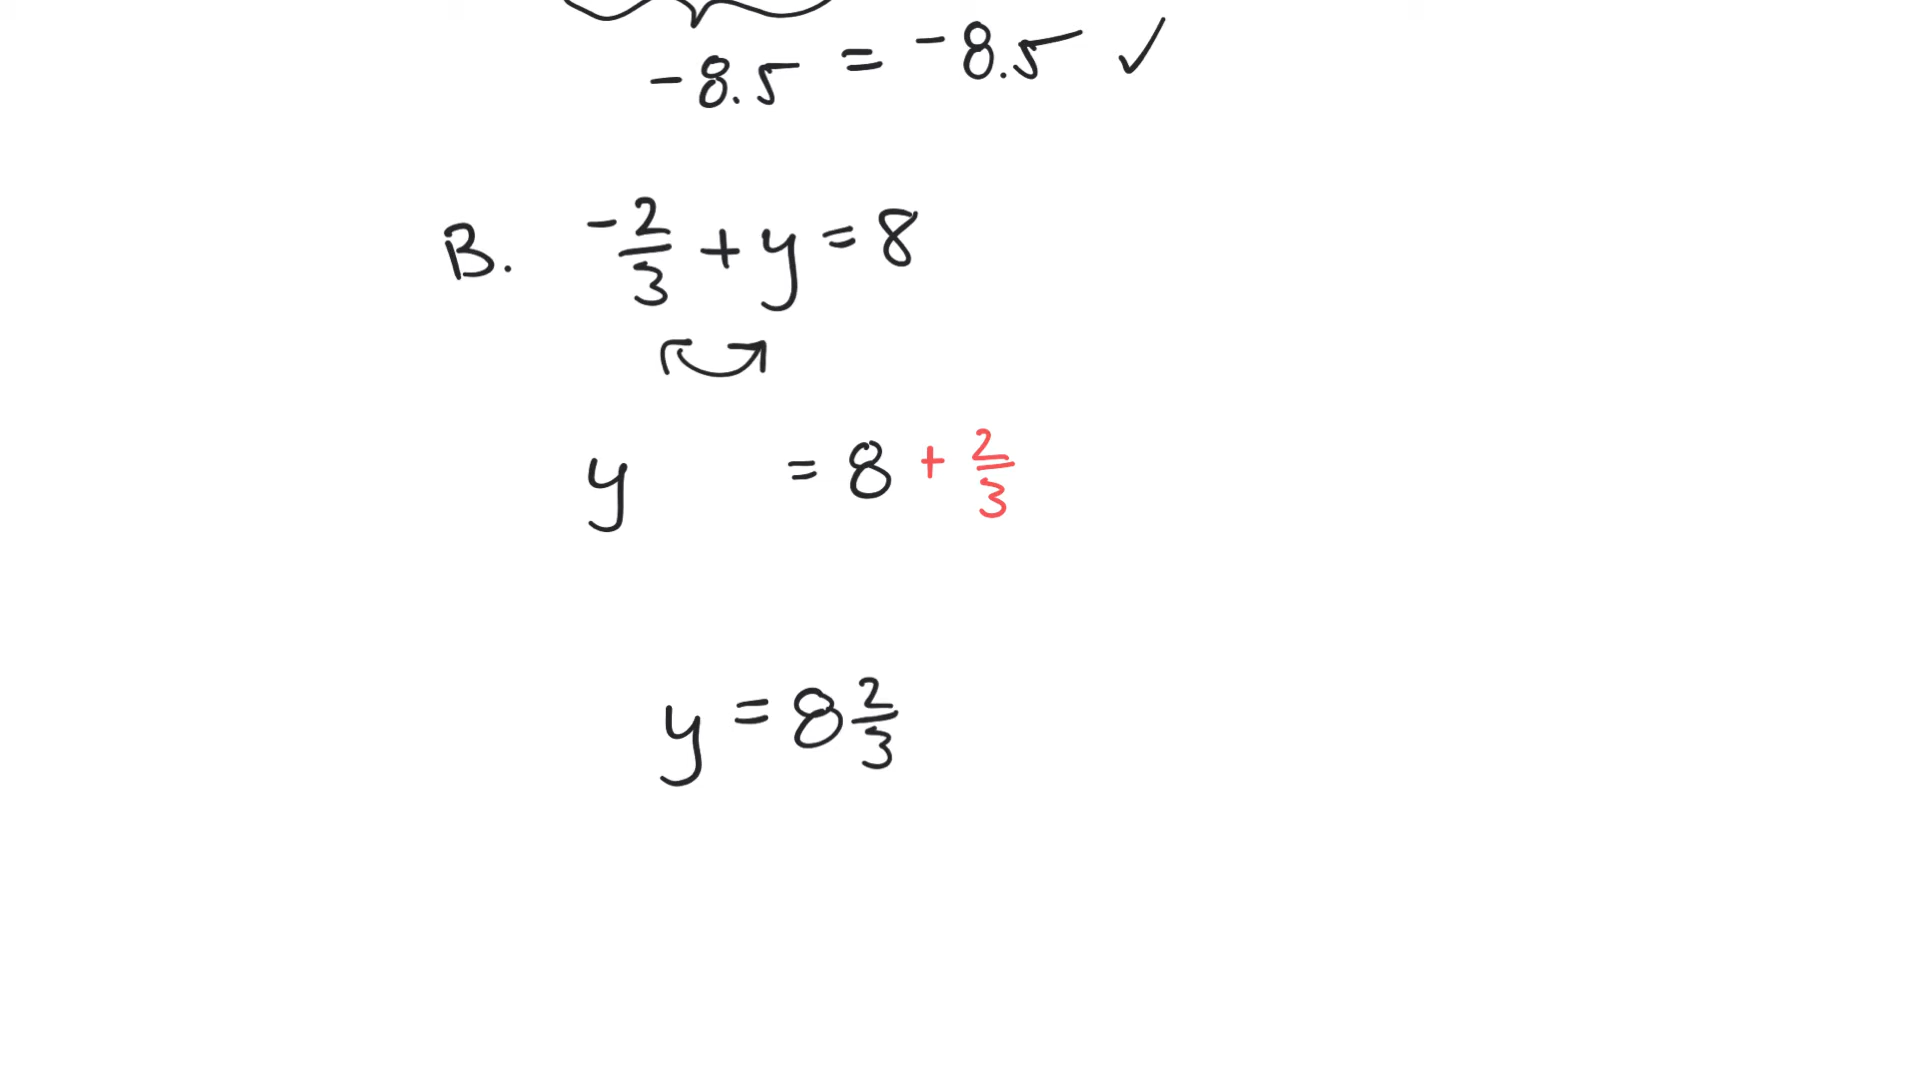 -8.5 = -8.5 ✓
B. -2/3 + y = 8
y = 8 + 2/3
y = 8 2/3